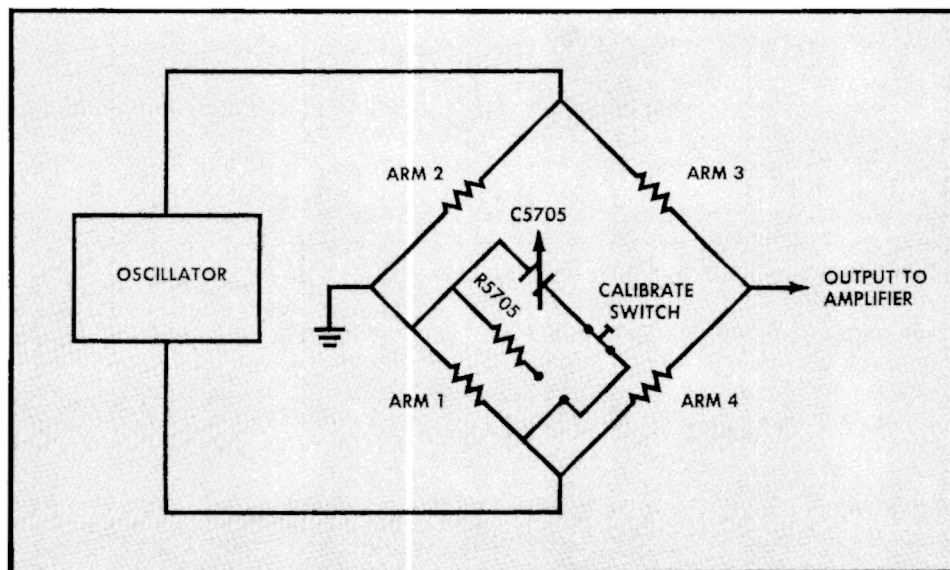 ARM 2
ARM 3
C5705
OSCILLATOR
R5705
CALIBRATE
SWITCH
OUTPUT TO
AMPLIFIER
ARM 1
ARM 4